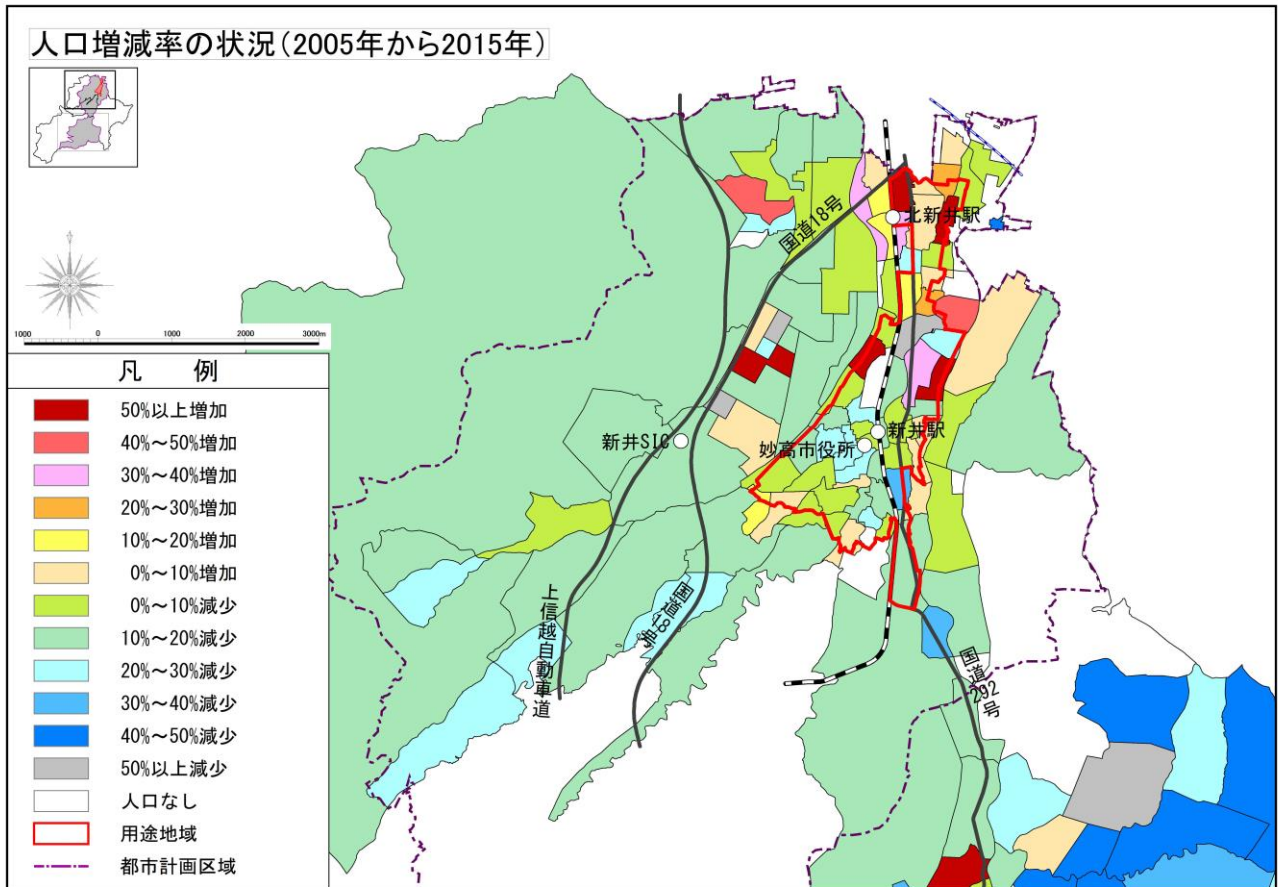 人口増減率の状況(2005年から2015年)
1000 0 1000 2000 3000m
凡 例
50%以上増加
40%~50%増加
30%~40%増加
20%~30%増加
10%~20%増加
0%~10%増加
0%~10%減少
10%~20%減少
20%~30%減少
30%~40%減少
40%~50%減少
50%以上減少
人口なし
用途地域
都市計画区域
国道18号
北新井駅
新井SIC
新井駅
妙高市役所
上信越自動車道
国道18号
国道292号